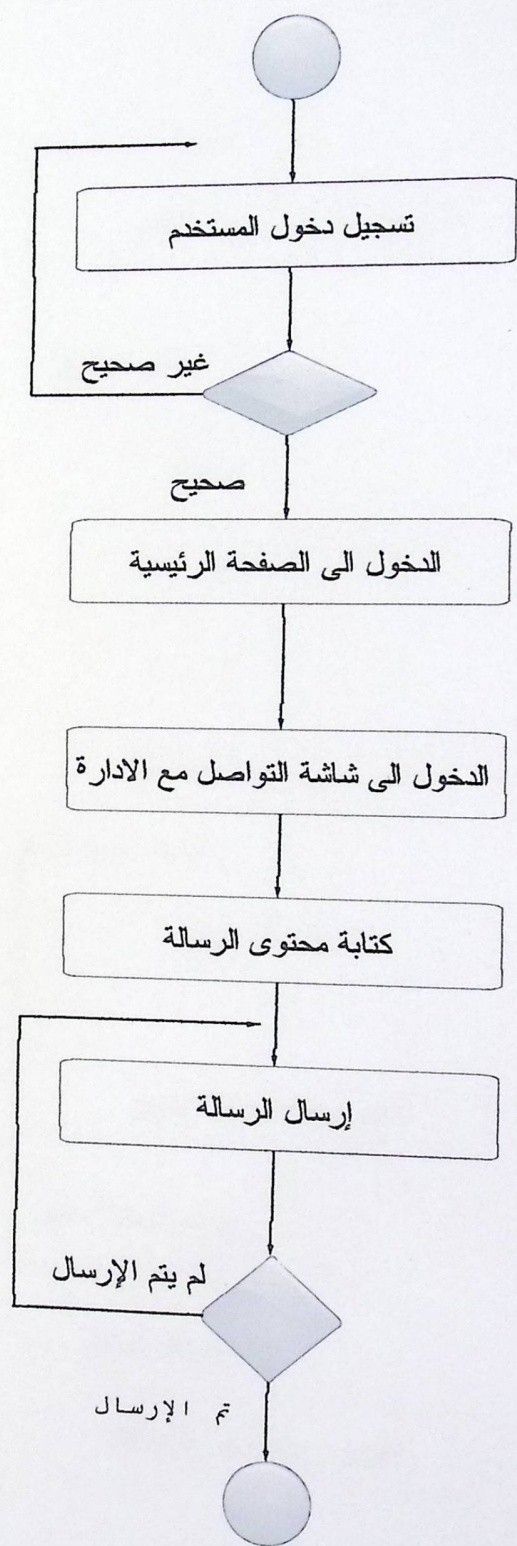 تسجيل دخول المستخدم
غير صحيح
صحيح
الدخول الى الصفحة الرئيسية
الدخول الى شاشة التواصل مع الادارة
كتابة محتوى الرسالة
إرسال الرسالة
لم يتم الإرسال
تم الإرسال